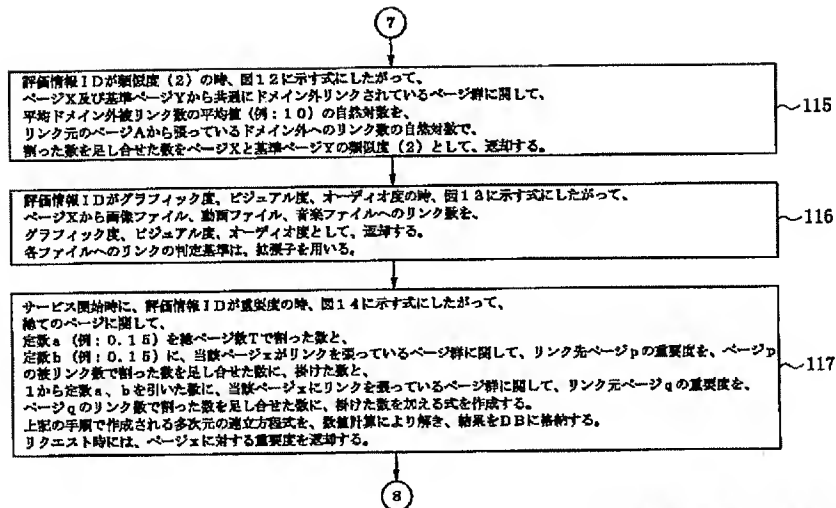 7
評価情報IDが類似度(2)の時、図12に示す式にしたがって、
ページX及び基準ページYから共通にドメイン外リンクされているページ群に関して、
平均ドメイン外被リンク数の平均値(例:10)の自然対数を、
リンク元のページAから張っているドメイン外へのリンク数の自然対数で、
割った数を足し合せた数をページXと基準ページYの類似度(2)として、返却する。
115
評価情報IDがグラフィック度、ビジュアル度、オーディオ度の時、図13に示す式にしたがって、
ページXから画像ファイル、動画ファイル、音楽ファイルへのリンク数を、
グラフィック度、ビジュアル度、オーディオ度として、返却する。
各ファイルへのリンクの判定基準は、拡張子を用いる。
116
サービス開始時に、評価情報IDが重要度の時、図14に示す式にしたがって、
総てのページに関して、
定数a(例:0.15)を総ページ数Tで割った数と、
定数b(例:0.15)に、当該ページxがリンクを張っているページ群に関して、リンク先ページpの重要度を、ページp
の被リンク数で割った数を足し合せた数に、掛けた数と、
1から定数a、bを引いた数に、当該ページxにリンクを張っているページ群に関して、リンク元ページqの重要度を、
ページqのリンク数で割った数を足し合せた数に、掛けた数を加える式を作成する。
上記の手順で作成される多次元の連立方程式を、数値計算により解き、結果をDBに格納する。
リクエスト時には、ページxに対する重要度を返却する。
117
8